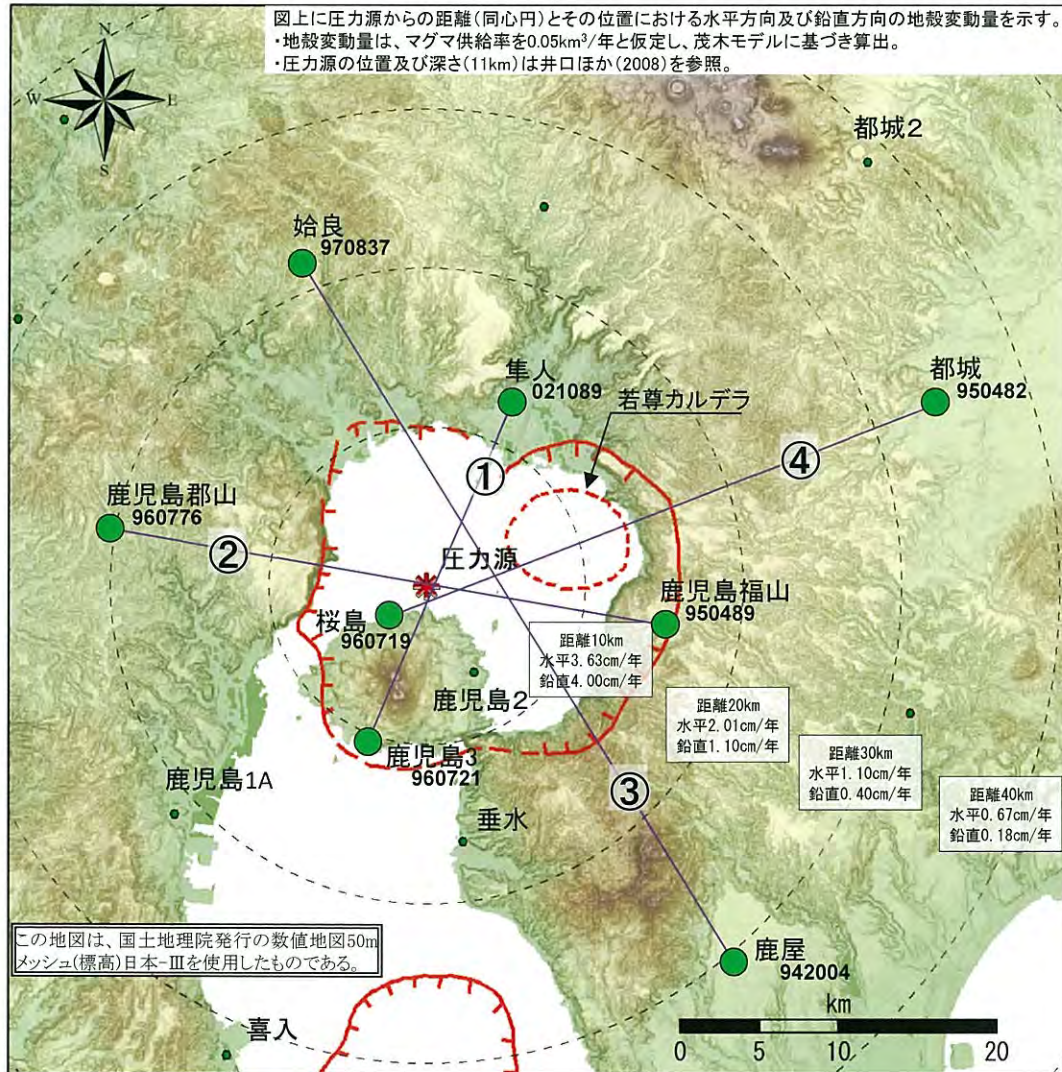 図上に圧力源からの距離(同心円)とその位置における水平方向及び鉛直方向の地殻変動量を示す。
・地殻変動量は、マグマ供給率を0.05km³/年と仮定し、茂木モデルに基づき算出。
・圧力源の位置及び深さ(11km)は井口ほか(2008)を参照。
N
W
E
S
都城2
姶良
970837
隼人
021089
若尊カルデラ
都城
950482
①
④
鹿児島郡山
960776
②
圧力源
鹿児島福山
950489
桜島
960719
距離10km
水平3.63cm/年
鉛直4.00cm/年
鹿児島2
距離20km
水平2.01cm/年
鉛直1.10cm/年
鹿児島3
960721
距離30km
水平1.10cm/年
鉛直0.40cm/年
鹿児島1A
③
距離40km
水平0.67cm/年
鉛直0.18cm/年
垂水
この地図は、国土地理院発行の数値地図50m
メッシュ(標高)日本-Ⅲを使用したものである。
鹿屋
942004
km
0 5 10 20
喜入